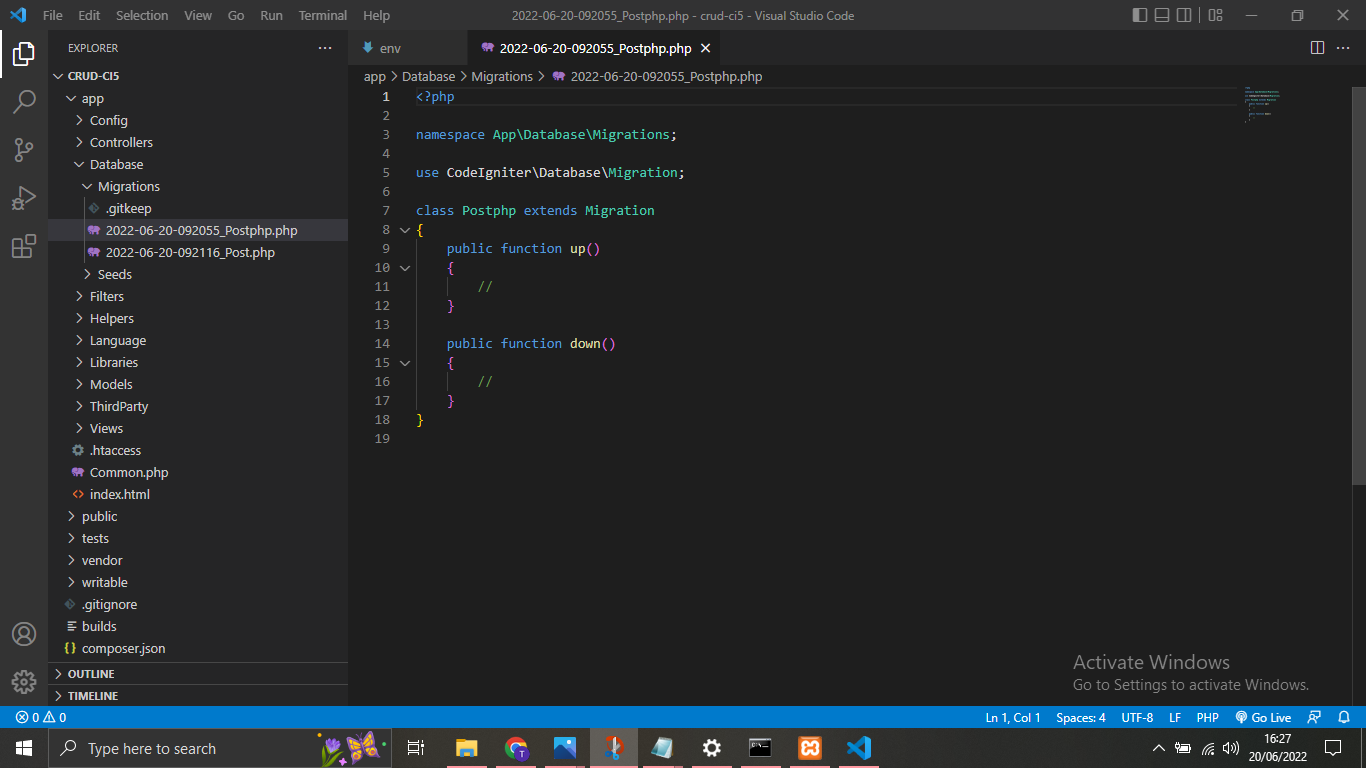 File Edit Selection View Go Run Terminal Help 2022-06-20-092055_Postphp.php - crud-ci5 - Visual Studio Code
EXPLORER
CRUD-CI5
app
Config
Controllers
Database
Migrations
.gitkeep
2022-06-20-092055_Postphp.php
2022-06-20-092116_Post.php
Seeds
Filters
Helpers
Language
Libraries
Models
ThirdParty
Views
.htaccess
Common.php
index.html
public
tests
vendor
writable
.gitignore
builds
composer.json
OUTLINE
TIMELINE
env 2022-06-20-092055_Postphp.php
app > Database > Migrations > 2022-06-20-092055_Postphp.php
1 <?php
2
3 namespace App\Database\Migrations;
4
5 use CodeIgniter\Database\Migration;
6
7 class Postphp extends Migration
8 {
9 public function up()
10 {
11 //
12 }
13
14 public function down()
15 {
16 //
17 }
18 }
19
Activate Windows
Go to Settings to activate Windows.
0 0 Ln 1, Col 1 Spaces: 4 UTF-8 LF PHP Go Live
Type here to search
16:27
20/06/2022